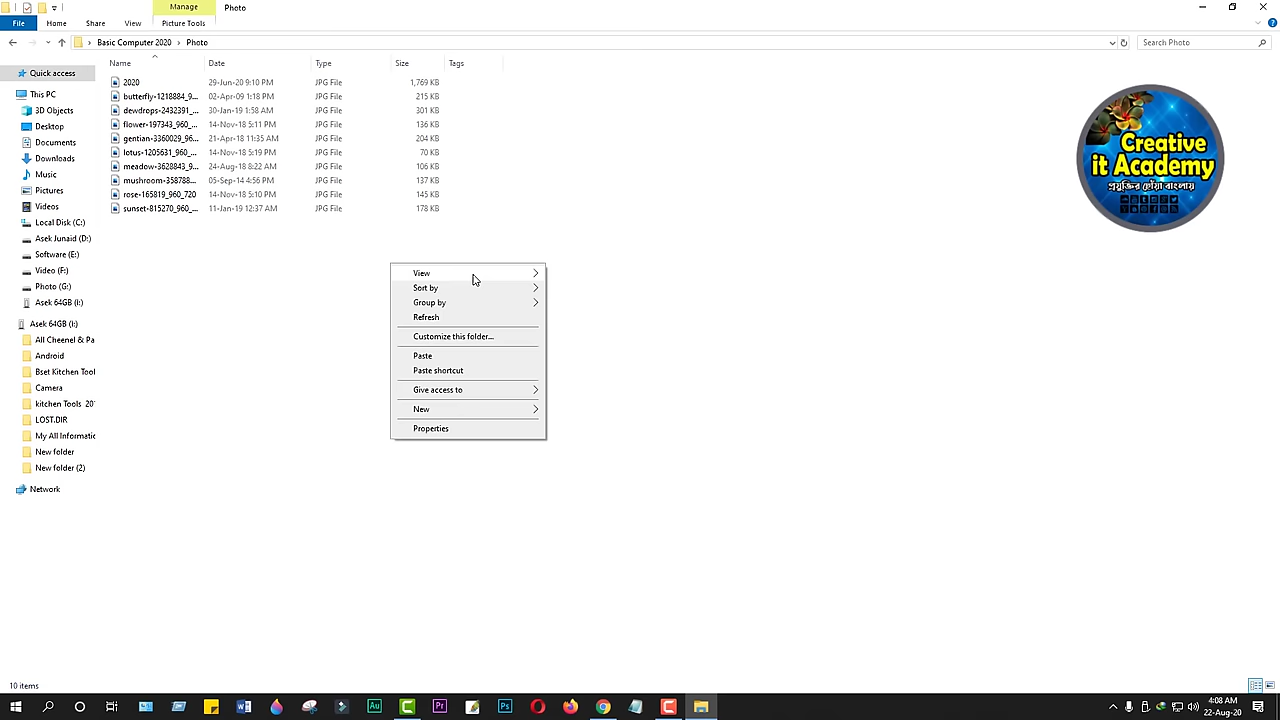 Manage
Photo
File
Home
Share
View
Picture Tools
Basic Computer 2020 > Photo
Search Photo
Name Date Type Size Tags
2020 29-Jun-20 9:10 PM JPG File 1,769 KB
butterfly-1218884_9... 02-Apr-09 1:18 PM JPG File 215 KB
dewdrops-2432391_... 30-Jan-19 1:58 AM JPG File 301 KB
flower-197343_960_... 14-Nov-18 5:11 PM JPG File 136 KB
gentian-3360029_96... 21-Apr-18 11:35 AM JPG File 204 KB
lotus-1205631_960_... 14-Nov-18 5:19 PM JPG File 70 KB
meadow-3628843_9... 24-Aug-18 8:22 AM JPG File 106 KB
mushroom-358788... 05-Sep-14 4:56 PM JPG File 137 KB
rose-165819_960_720 14-Nov-18 5:10 PM JPG File 145 KB
sunset-815270_960_... 11-Jan-19 12:37 AM JPG File 178 KB
Quick access
This PC
3D Objects
Desktop
Documents
Downloads
Music
Pictures
Videos
Local Disk (C:)
Asek Junaid (D:)
Software (E:)
Video (F:)
Photo (G:)
Asek 64GB (I:)
Asek 64GB (I:)
All Cheenel & Pa
Android
Bset Kitchen Tool
Camera
kitchen Tools 20
LOST.DIR
My All Informatic
New folder
New folder (2)
Network
View
Sort by
Group by
Refresh
Customize this folder...
Paste
Paste shortcut
Give access to
New
Properties
Creative
it Academy
প্রযুক্তির ছোঁয়া বাংলায়
10 items
4:08 AM
22-Aug-20